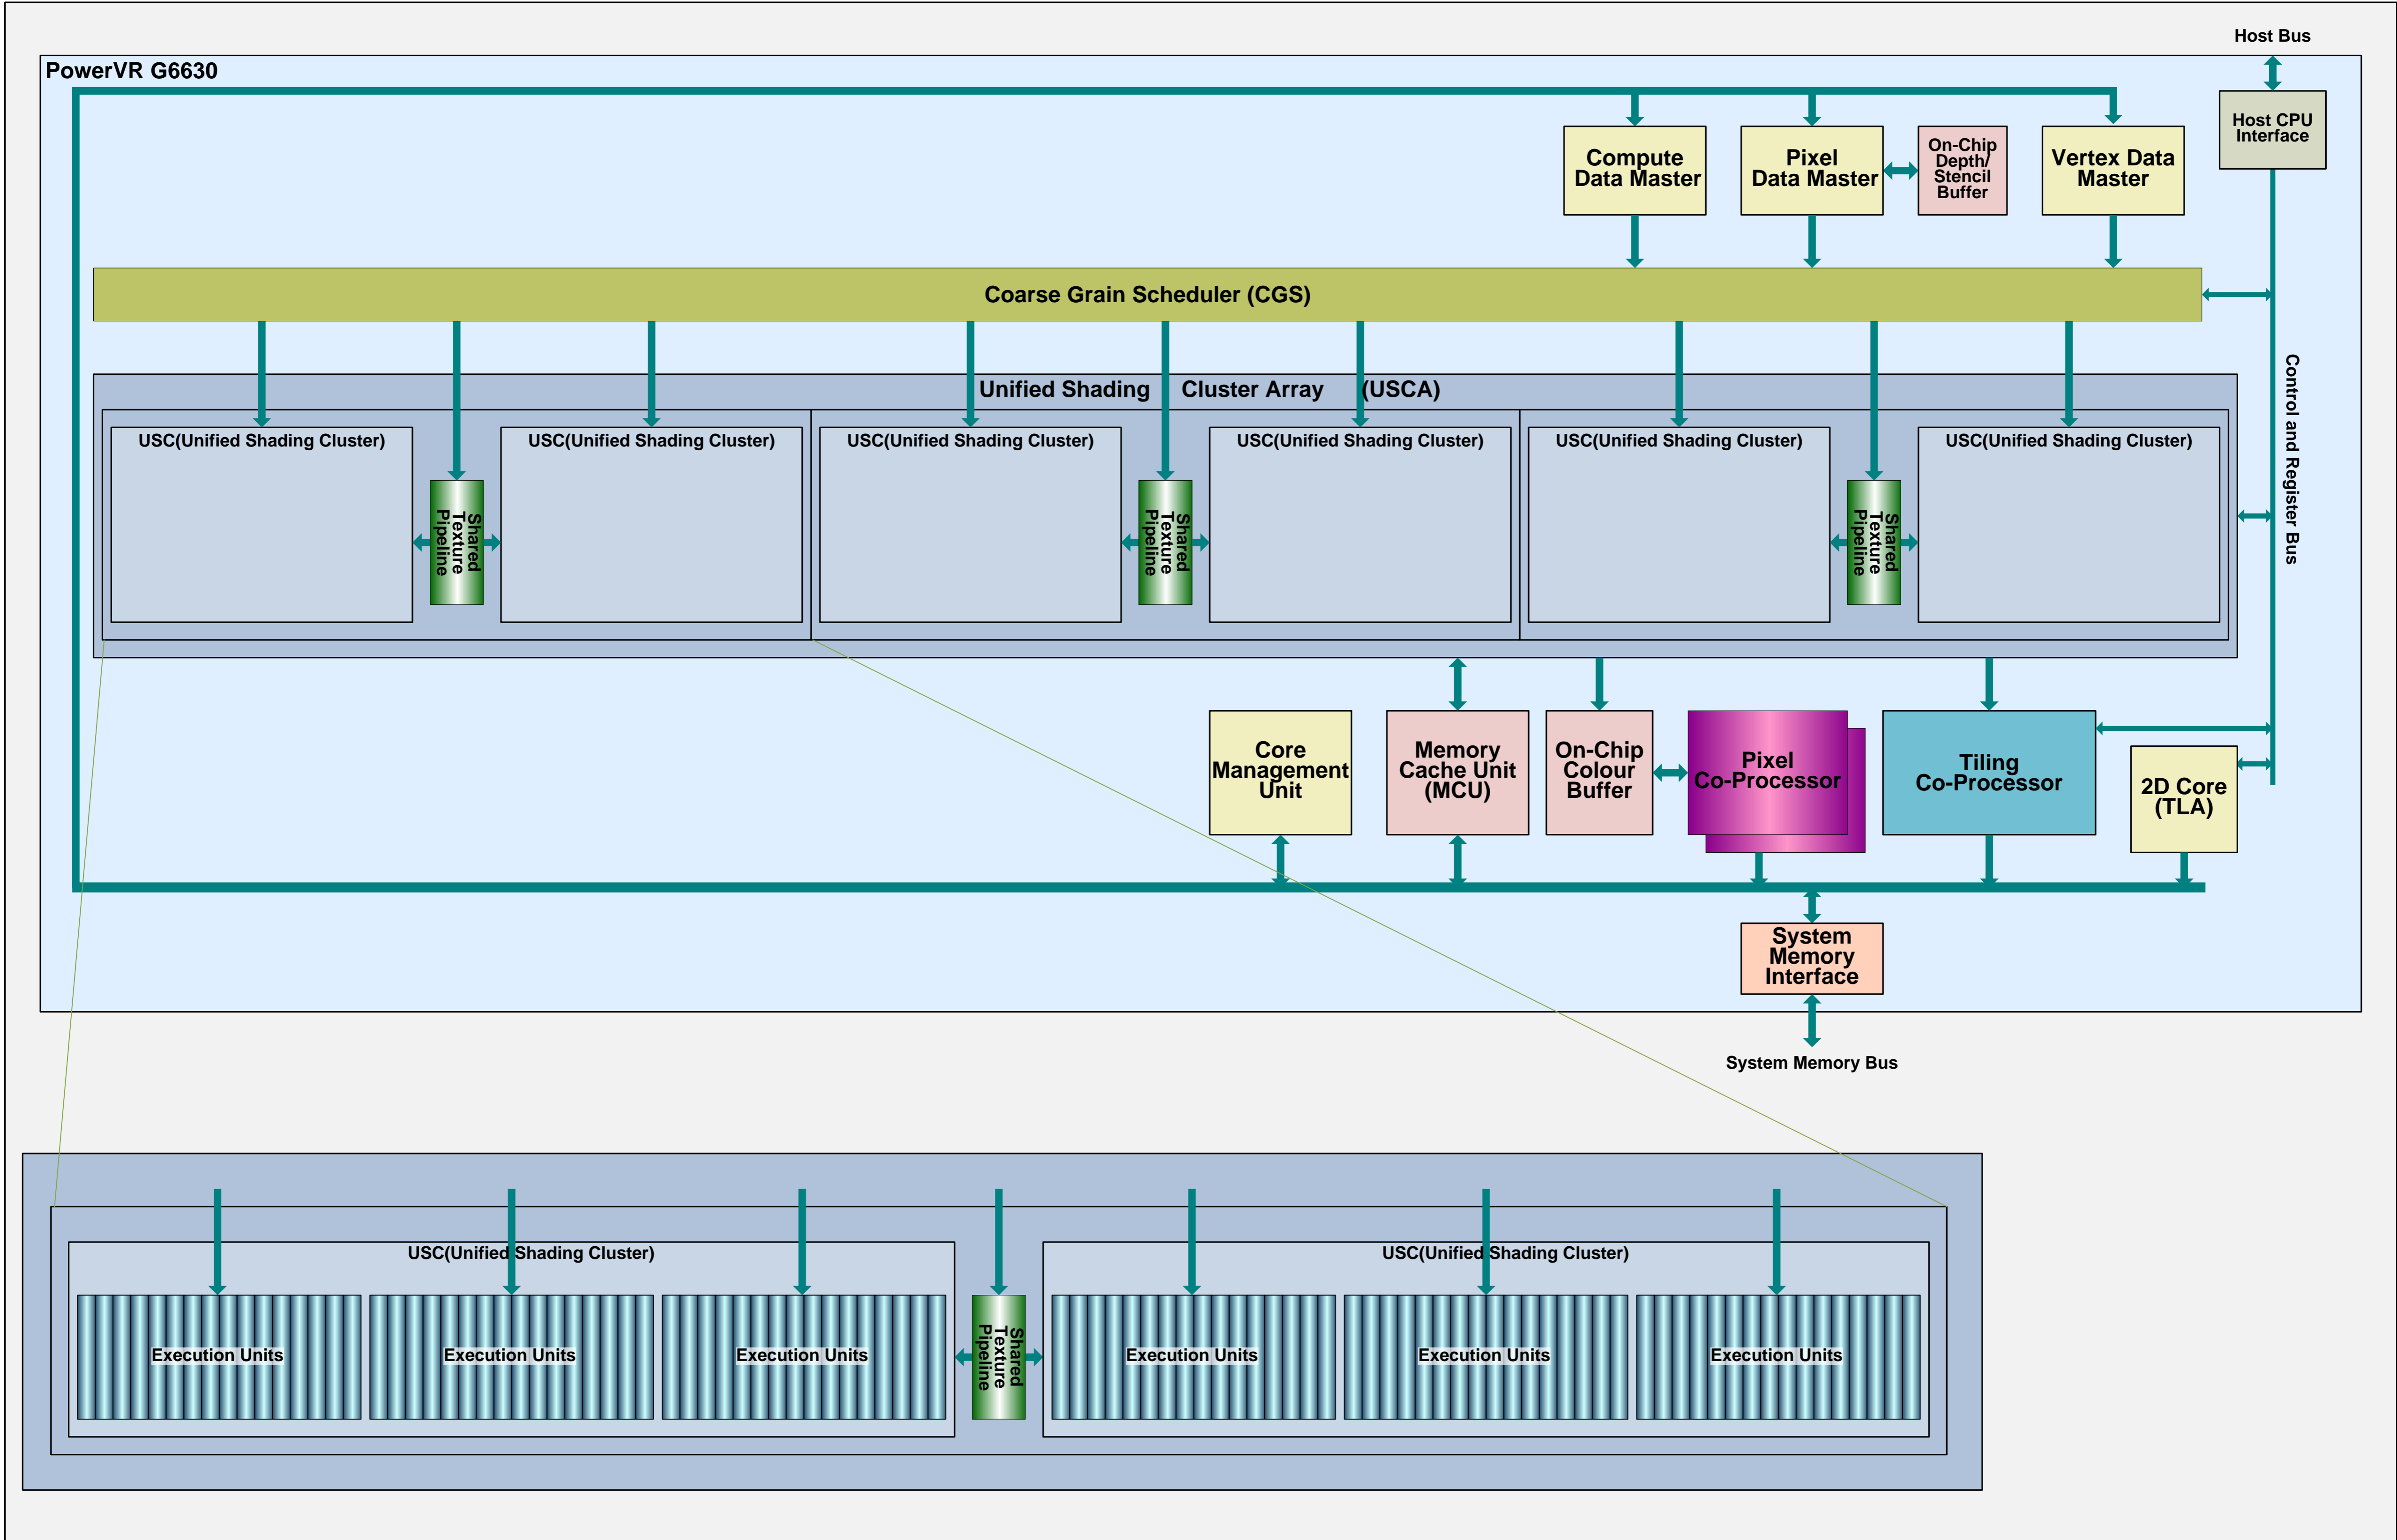 Host Bus
PowerVR G6630
Host CPU
Interface
Compute
Data Master
Pixel
Data Master
On-Chip
Depth/
Stencil
Buffer
Vertex Data
Master
Coarse Grain Scheduler (CGS)
Control and Register Bus
Unified Shading Cluster Array (USCA)
USC(Unified Shading Cluster)
USC(Unified Shading Cluster)
USC(Unified Shading Cluster)
USC(Unified Shading Cluster)
USC(Unified Shading Cluster)
USC(Unified Shading Cluster)
Shared
Texture
Pipeline
Shared
Texture
Pipeline
Shared
Texture
Pipeline
Core
Management
Unit
Memory
Cache Unit
(MCU)
On-Chip
Colour
Buffer
Pixel
Co-Processor
Tiling
Co-Processor
2D Core
(TLA)
System
Memory
Interface
System Memory Bus
USC(Unified Shading Cluster)
USC(Unified Shading Cluster)
Execution Units
Execution Units
Execution Units
Shared
Texture
Pipeline
Execution Units
Execution Units
Execution Units